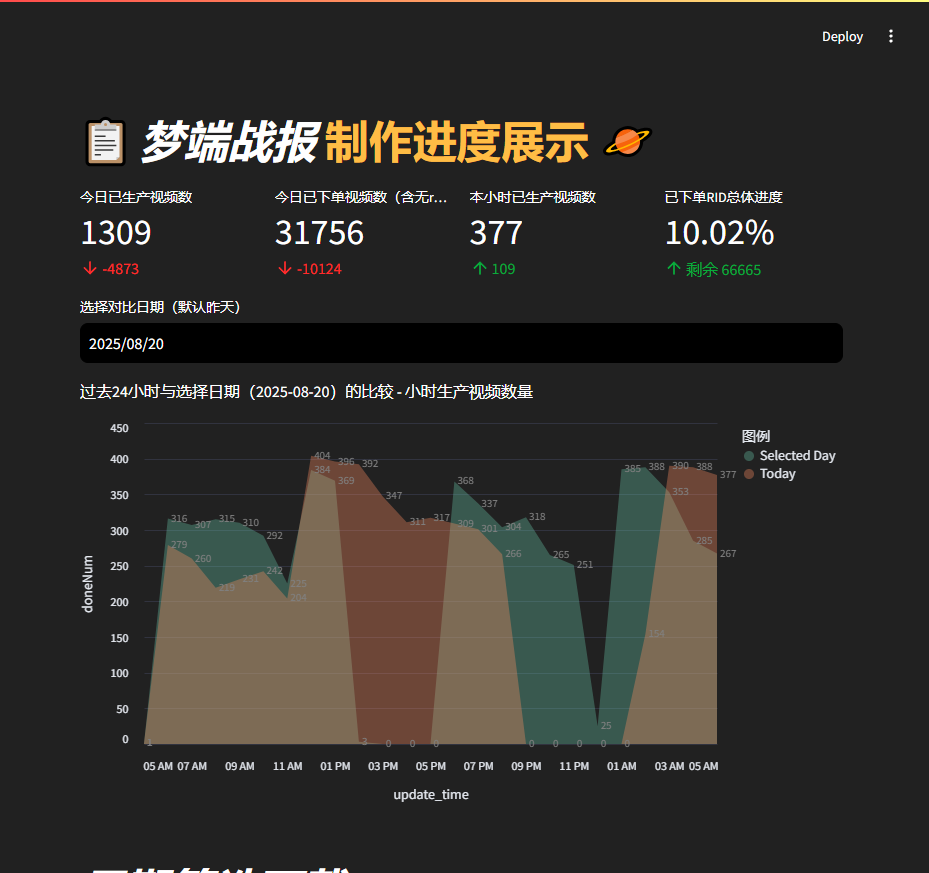 Deploy
梦端战报 制作进度展示
今日已生产视频数
1309
-4873
今日已下单视频数（含无r…
31756
-10124
本小时已生产视频数
377
109
已下单RID总体进度
10.02%
剩余 66665
选择对比日期（默认昨天）
2025/08/20
过去24小时与选择日期（2025-08-20）的比较 - 小时生产视频数量
图例
Selected Day
Today
doneNum
450
400
350
300
250
200
150
100
50
0
404 396 392
384 369
347
316 307 315 310 292
279 260 219 231 242
225
204
311 317 309 301
368 337 304 318
266 265 251
385 388 390 388 377
353
285 267
154
25
1 3 0 0 0 0 0 0 0 0
05 AM 07 AM 09 AM 11 AM 01 PM 03 PM 05 PM 07 PM 09 PM 11 PM 01 AM 03 AM 05 AM
update_time